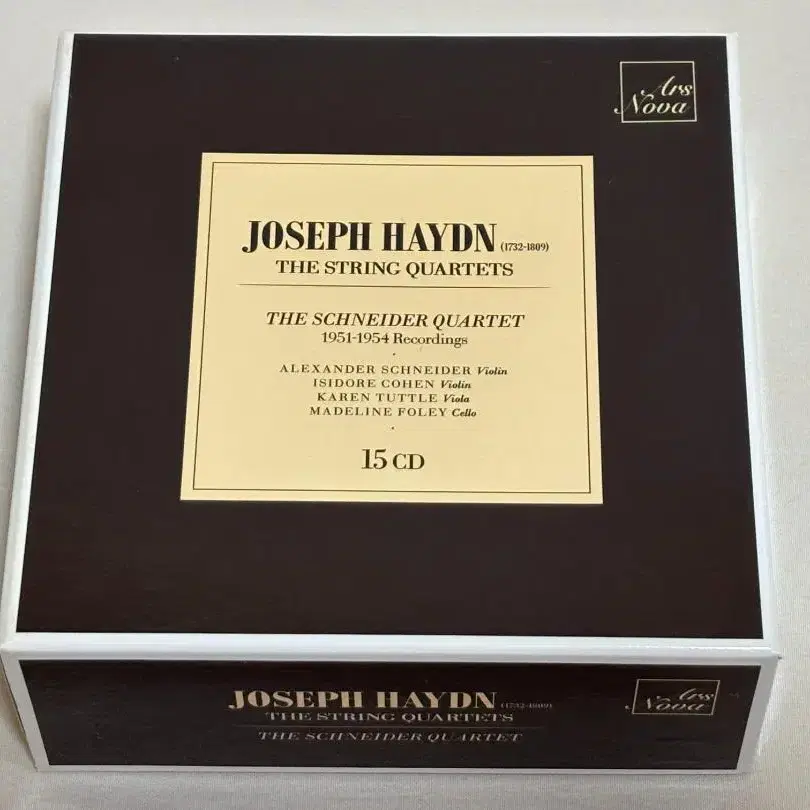 Ars
Nova
JOSEPH HAYDN (1732-1809)
THE STRING QUARTETS
THE SCHNEIDER QUARTET
1951-1954 Recordings
ALEXANDER SCHNEIDER Violin
ISIDORE COHEN Violin
KAREN TUTTLE Viola
MADELINE FOLEY Cello
15 CD
JOSEPH HAYDN (1732-1809)
THE STRING QUARTETS
THE SCHNEIDER QUARTET
Ars
Nova